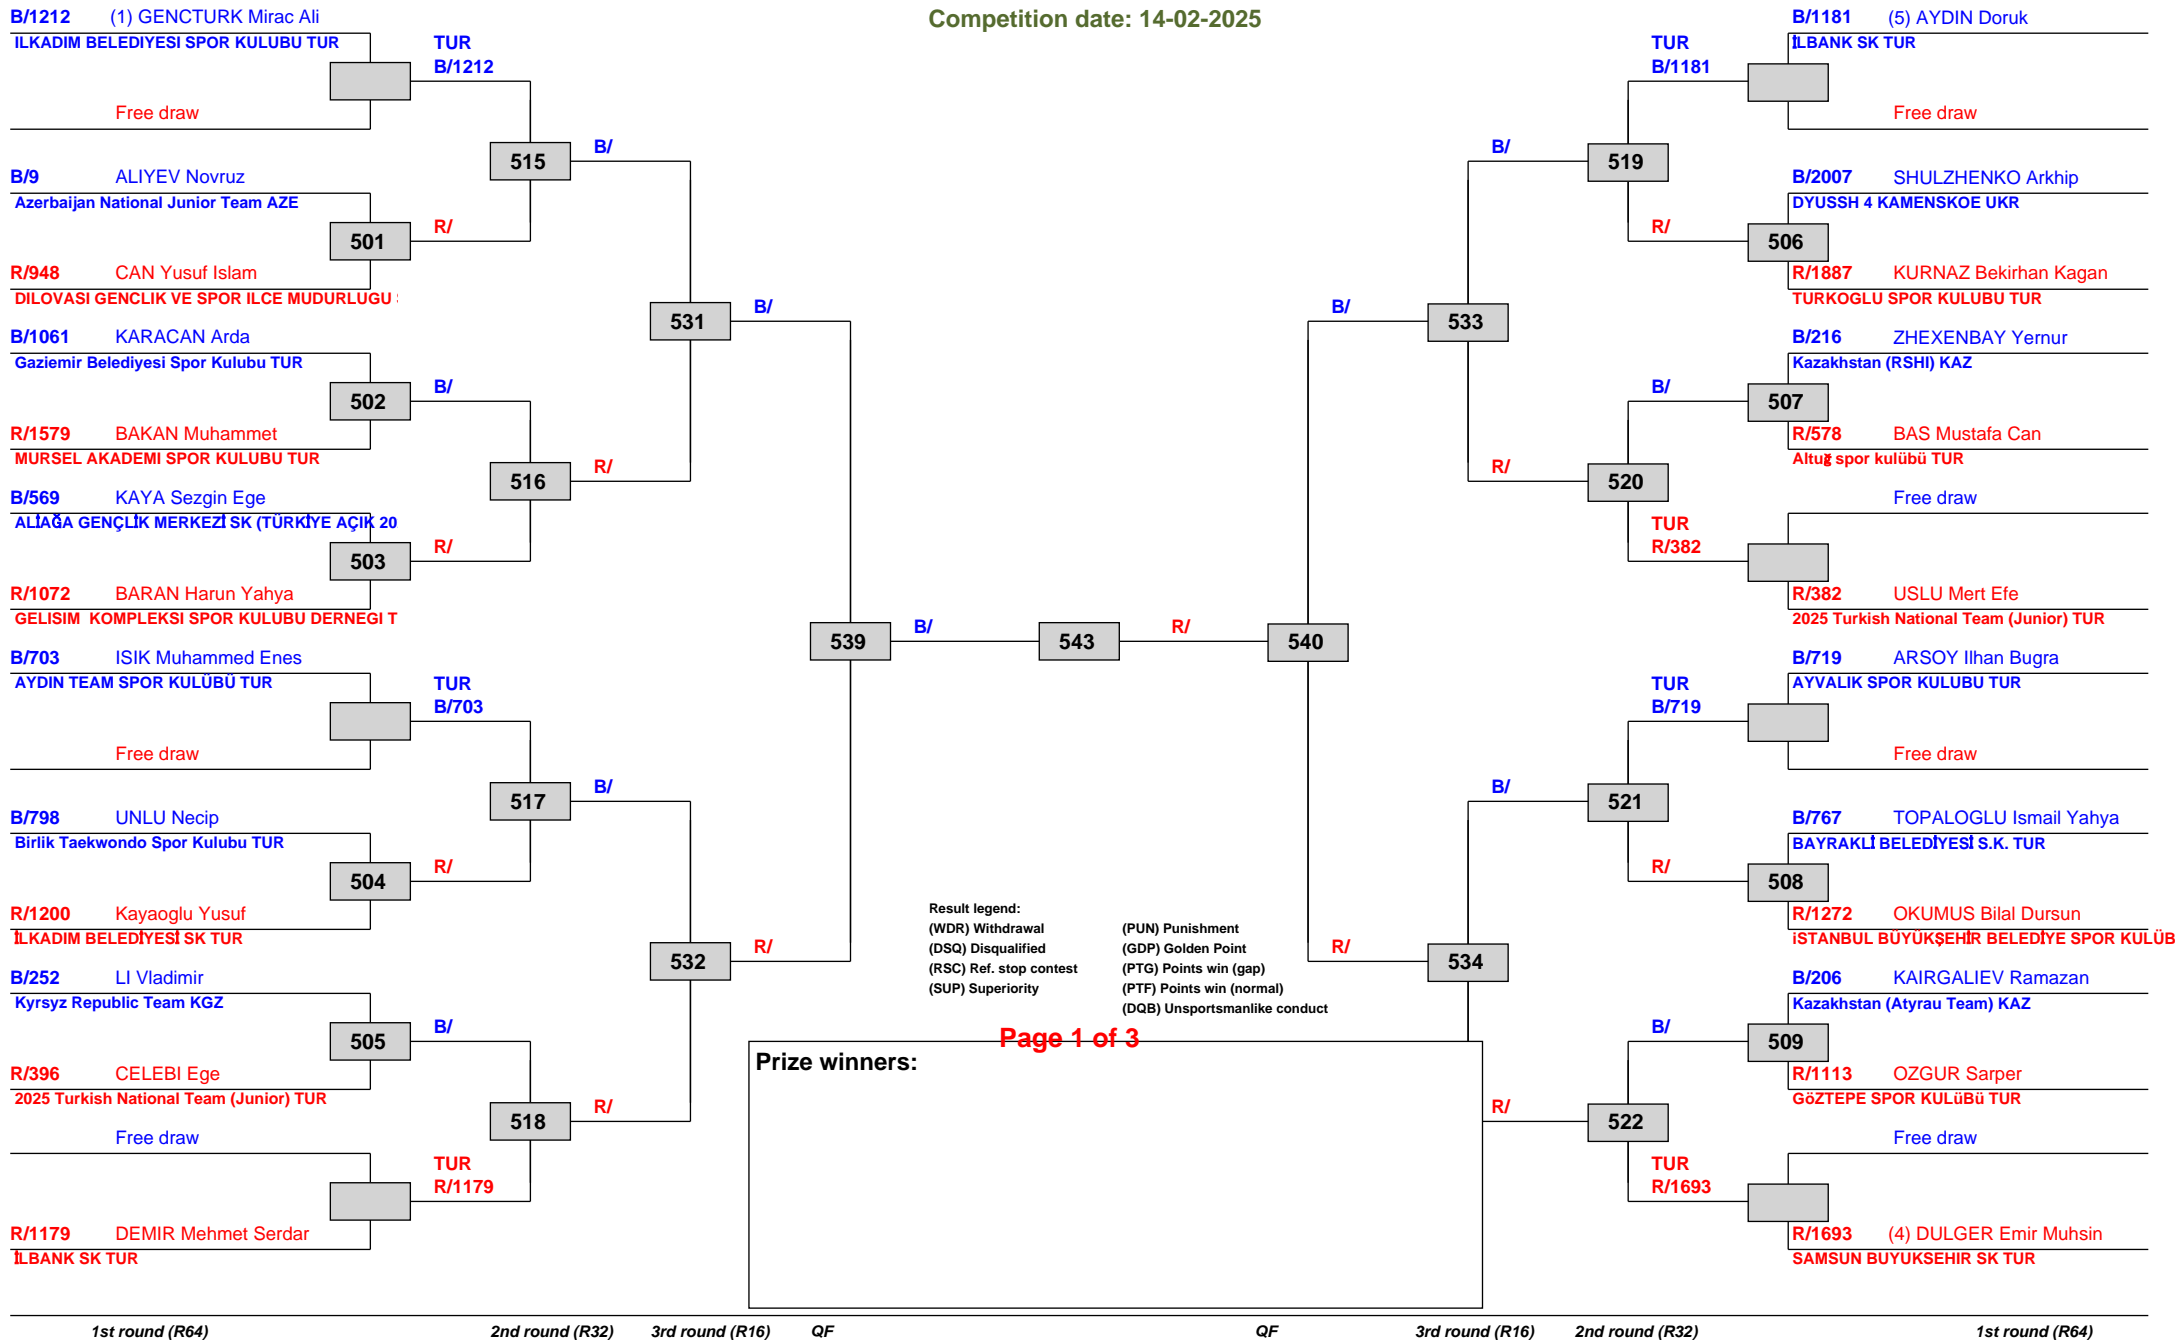 Competition date: 14-02-2025
B/1212 (1) GENCTURK Mirac Ali
ILKADIM BELEDIYESI SPOR KULUBU TUR
TUR
B/1212
Free draw
515
B/
B/9 ALIYEV Novruz
Azerbaijan National Junior Team AZE
501
R/
R/948 CAN Yusuf Islam
DILOVASI GENCLIK VE SPOR ILCE MUDURLUGU
531
B/
B/1061 KARACAN Arda
Gaziemir Belediyesi Spor Kulubu TUR
502
B/
R/1579 BAKAN Muhammet
MURSEL AKADEMI SPOR KULUBU TUR
516
R/
B/569 KAYA Sezgin Ege
ALİAĞA GENÇLİK MERKEZİ SK (TÜRKİYE AÇIK 20
503
R/
R/1072 BARAN Harun Yahya
GELISIM KOMPLEKSI SPOR KULUBU DERNEGI T
539
B/
543
R/
540
B/703 ISIK Muhammed Enes
AYDIN TEAM SPOR KULÜBÜ TUR
TUR
B/703
Free draw
517
B/
B/798 UNLU Necip
Birlik Taekwondo Spor Kulubu TUR
504
R/
R/1200 Kayaoglu Yusuf
İLKADIM BELEDİYESİ SK TUR
532
R/
B/252 LI Vladimir
Kyrsyz Republic Team KGZ
505
B/
R/396 CELEBI Ege
2025 Turkish National Team (Junior) TUR
518
R/
Free draw
TUR
R/1179
R/1179 DEMIR Mehmet Serdar
İLBANK SK TUR
B/1181 (5) AYDIN Doruk
İLBANK SK TUR
TUR
B/1181
Free draw
B/
519
B/2007 SHULZHENKO Arkhip
DYUSSH 4 KAMENSKOE UKR
R/
506
R/1887 KURNAZ Bekirhan Kagan
TURKOGLU SPOR KULUBU TUR
B/
533
B/216 ZHEXENBAY Yernur
Kazakhstan (RSHI) KAZ
B/
507
R/578 BAS Mustafa Can
Altuğ spor kulübü TUR
R/
520
Free draw
TUR
R/382
R/382 USLU Mert Efe
2025 Turkish National Team (Junior) TUR
B/719 ARSOY Ilhan Bugra
AYVALIK SPOR KULUBU TUR
TUR
B/719
Free draw
B/
521
B/767 TOPALOGLU Ismail Yahya
BAYRAKLİ BELEDİYESİ S.K. TUR
R/
508
R/1272 OKUMUS Bilal Dursun
iSTANBUL BÜYÜKŞEHİR BELEDİYE SPOR KULÜB
R/
534
B/206 KAIRGALIEV Ramazan
Kazakhstan (Atyrau Team) KAZ
B/
509
R/1113 OZGUR Sarper
GöZTEPE SPOR KULüBü TUR
R/
522
Free draw
TUR
R/1693
R/1693 (4) DULGER Emir Muhsin
SAMSUN BUYUKSEHIR SK TUR
Result legend:
(WDR) Withdrawal (PUN) Punishment
(DSQ) Disqualified (GDP) Golden Point
(RSC) Ref. stop contest (PTG) Points win (gap)
(SUP) Superiority (PTF) Points win (normal)
(DQB) Unsportsmanlike conduct
Page 1 of 3
Prize winners:
1st round (R64) 2nd round (R32) 3rd round (R16) QF QF 3rd round (R16) 2nd round (R32) 1st round (R64)